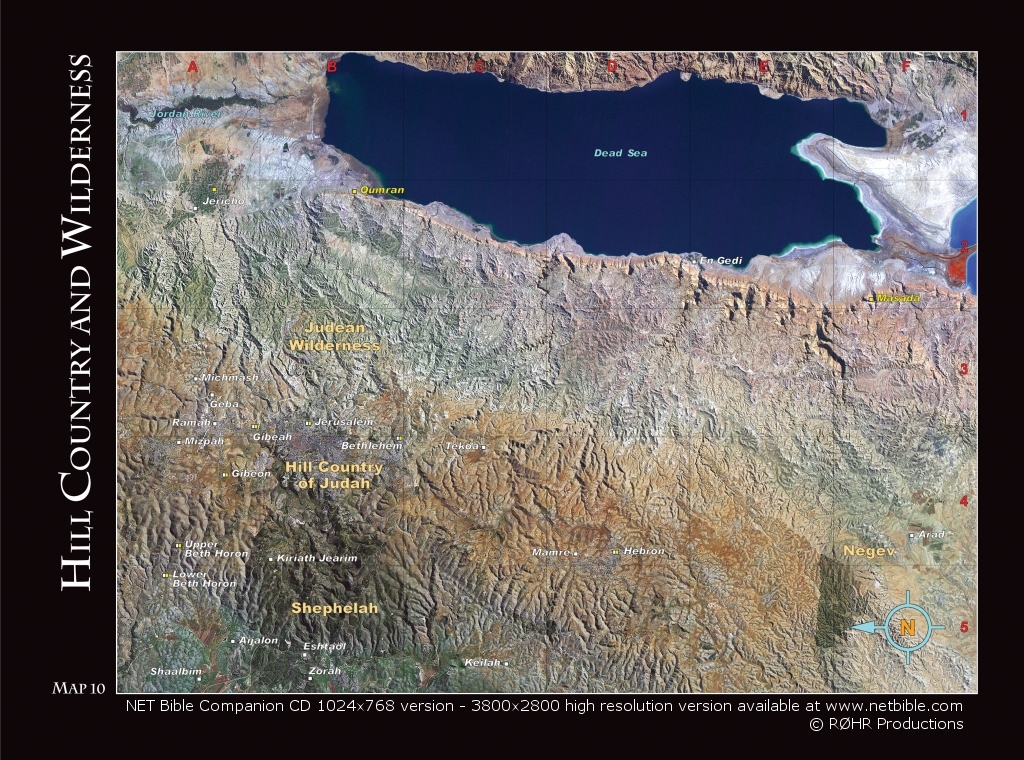 HILL COUNTRY AND WILDERNESS
A B C D E F
1
Jordan River
Dead Sea
Qumran
Jericho
2
En Gedi
Masada
Judean
Wilderness
3
Michmash
Geba
Ramah
Jerusalem
Gibeah
Mizpah
Bethlehem
Tekoa
Gibeon
Hill Country
of Judah
4
Arad
Upper
Beth Horon
Kiriath Jearim
Mamre
Hebron
Negev
Lower
Beth Horon
Shephelah
N
5
Aijalon
Eshtaol
Keilah
Shaalbim
Zorah
MAP 10
NET Bible Companion CD 1024x768 version - 3800x2800 high resolution version available at www.netbible.com
© RØHR Productions